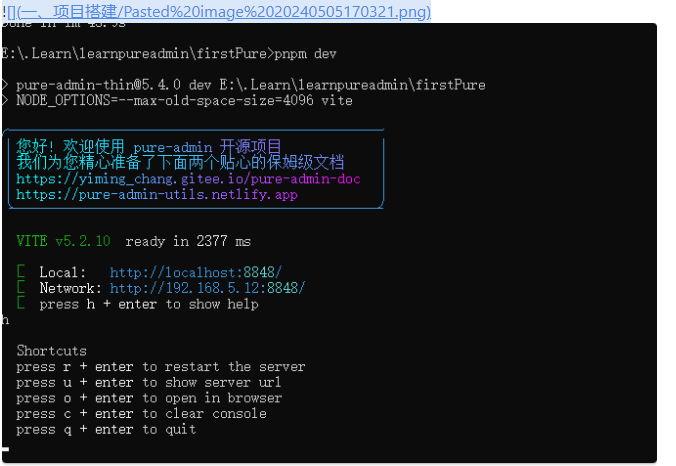 ![](一、项目搭建/Pasted%20image%2020240505170321.png)
Done in 1m 48.9s
E:\.Learn\learnpureadmin\firstPure>pnpm dev
> pure-admin-thin@5.4.0 dev E:\.Learn\learnpureadmin\firstPure
> NODE_OPTIONS=--max-old-space-size=4096 vite
您好! 欢迎使用 pure-admin 开源项目
我们为您精心准备了下面两个贴心的保姆级文档
https://yiming_chang.gitee.io/pure-admin-doc
https://pure-admin-utils.netlify.app
VITE v5.2.10 ready in 2377 ms
[ Local: http://localhost:8848/
[ Network: http://192.168.5.12:8848/
[ press h + enter to show help
h
Shortcuts
press r + enter to restart the server
press u + enter to show server url
press o + enter to open in browser
press c + enter to clear console
press q + enter to quit